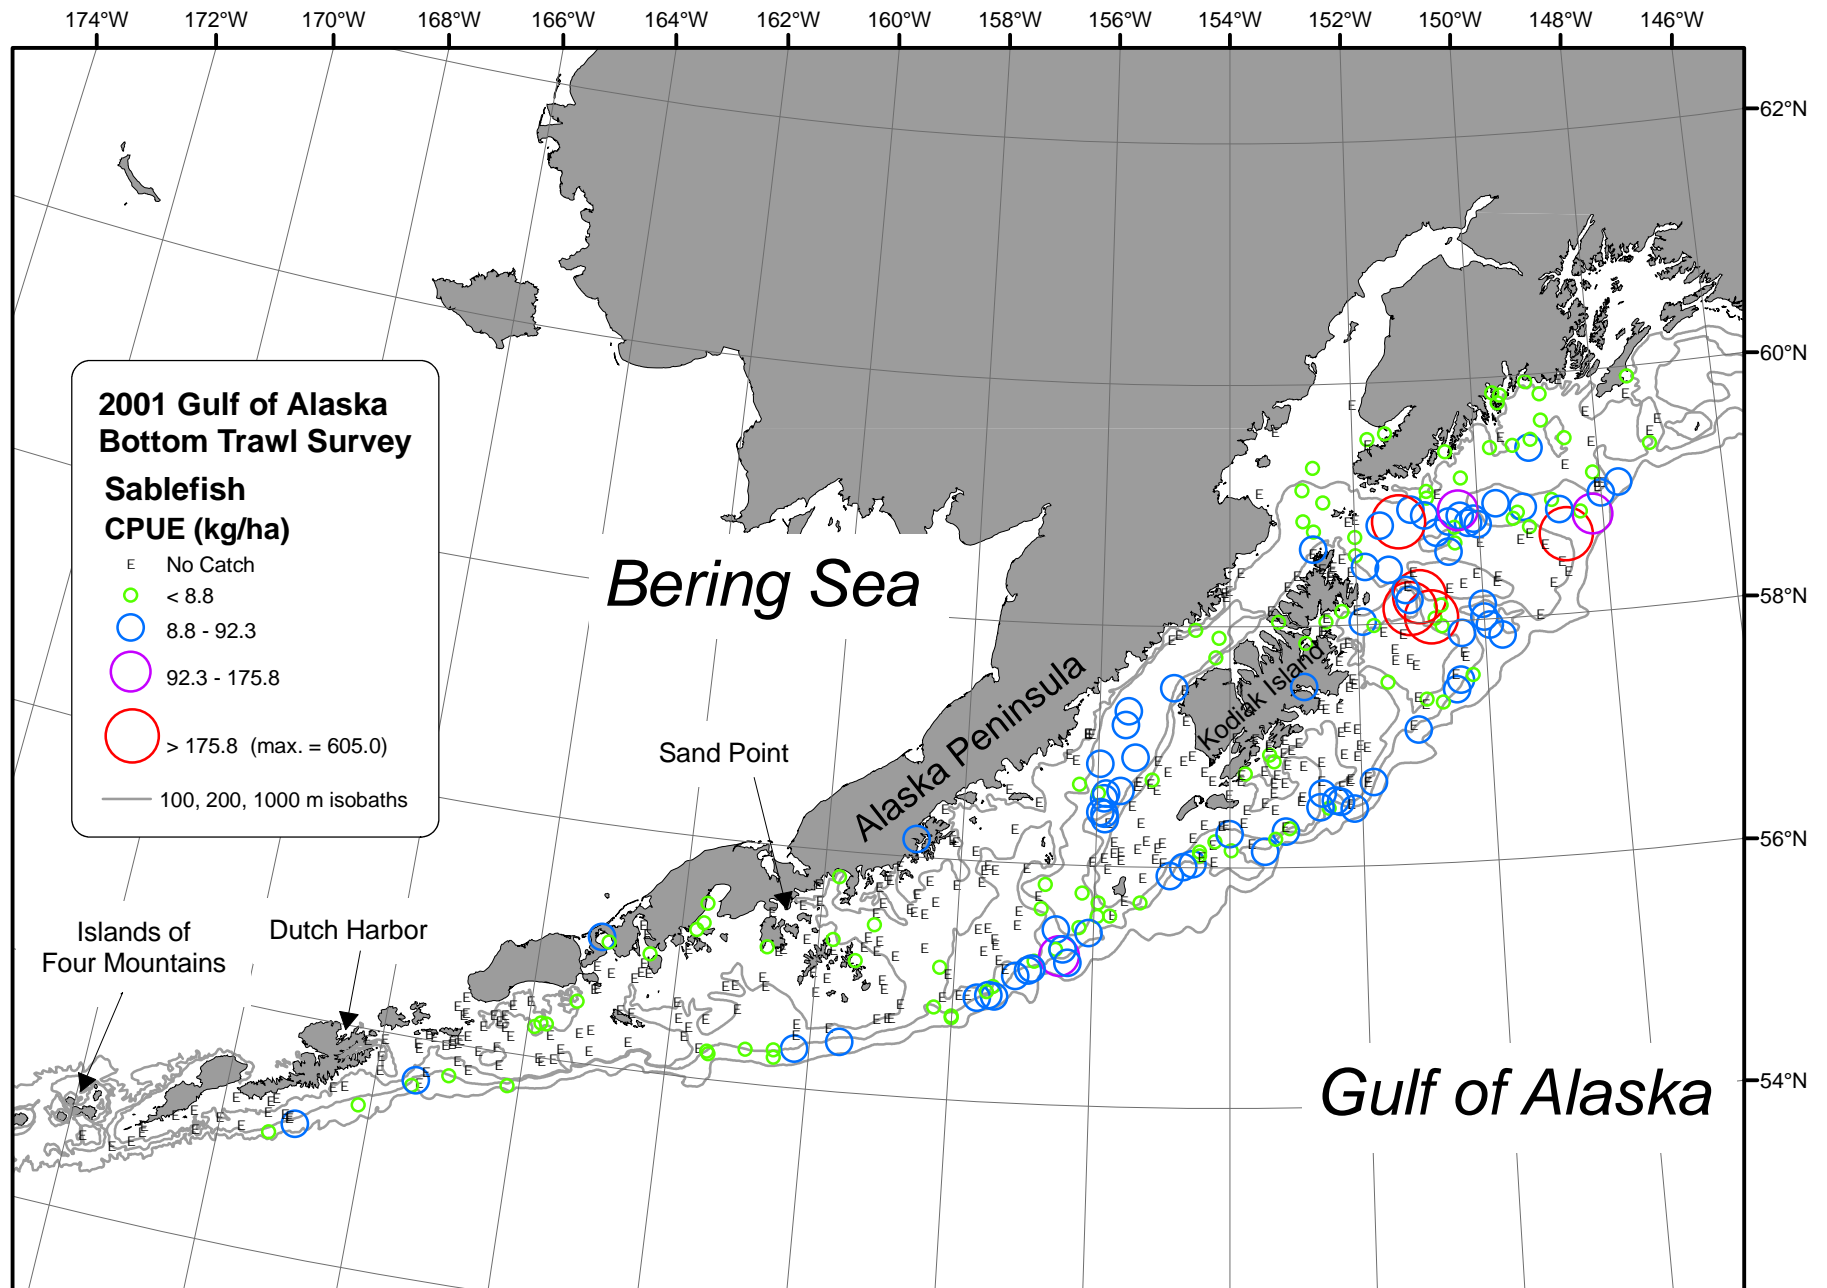 174°W 172°W 170°W 168°W 166°W 164°W 162°W 160°W 158°W 156°W 154°W 152°W 150°W 148°W 146°W
62°N
60°N
58°N
56°N
54°N
2001 Gulf of Alaska
Bottom Trawl Survey
Sablefish
CPUE (kg/ha)
E No Catch
< 8.8
8.8 - 92.3
92.3 - 175.8
> 175.8 (max. = 605.0)
100, 200, 1000 m isobaths
Bering Sea
Alaska Peninsula
Kodiak Island
Sand Point
Dutch Harbor
Islands of
Four Mountains
Gulf of Alaska